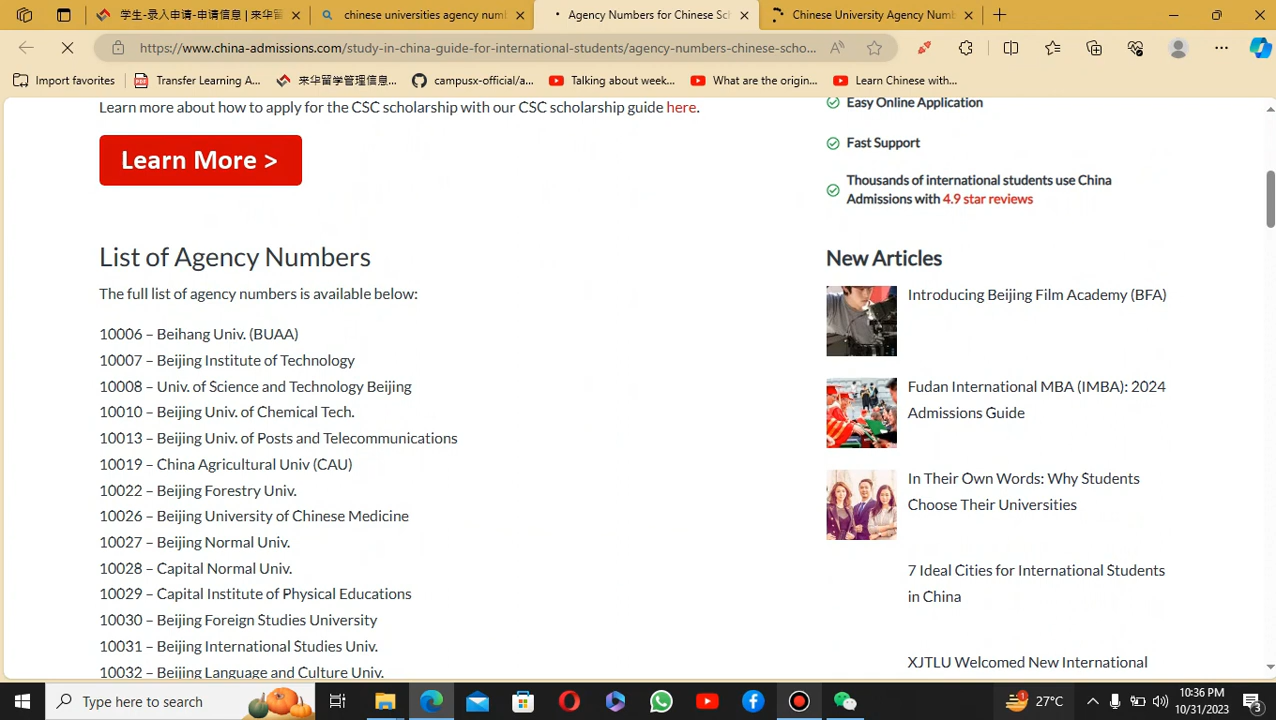 学生-录入申请-申请信息 | 来华留
chinese universities agency num
Agency Numbers for Chinese Sch
Chinese University Agency Numb
https://www.china-admissions.com/study-in-china-guide-for-international-students/agency-numbers-chinese-scho...
Import favorites
Transfer Learning A...
来华留学管理信息...
campusx-official/a...
Talking about week...
What are the origin...
Learn Chinese with...
Learn more about how to apply for the CSC scholarship with our CSC scholarship guide here.
Learn More >
List of Agency Numbers
The full list of agency numbers is available below:
10006 – Beihang Univ. (BUAA)
10007 – Beijing Institute of Technology
10008 – Univ. of Science and Technology Beijing
10010 – Beijing Univ. of Chemical Tech.
10013 – Beijing Univ. of Posts and Telecommunications
10019 – China Agricultural Univ (CAU)
10022 – Beijing Forestry Univ.
10026 – Beijing University of Chinese Medicine
10027 – Beijing Normal Univ.
10028 – Capital Normal Univ.
10029 – Capital Institute of Physical Educations
10030 – Beijing Foreign Studies University
10031 – Beijing International Studies Univ.
10032 – Beijing Language and Culture Univ.
Easy Online Application
Fast Support
Thousands of international students use China
Admissions with 4.9 star reviews
New Articles
Introducing Beijing Film Academy (BFA)
Fudan International MBA (IMBA): 2024
Admissions Guide
In Their Own Words: Why Students
Choose Their Universities
7 Ideal Cities for International Students
in China
XJTLU Welcomed New International
Type here to search
1
27°C
10:36 PM
10/31/2023
3